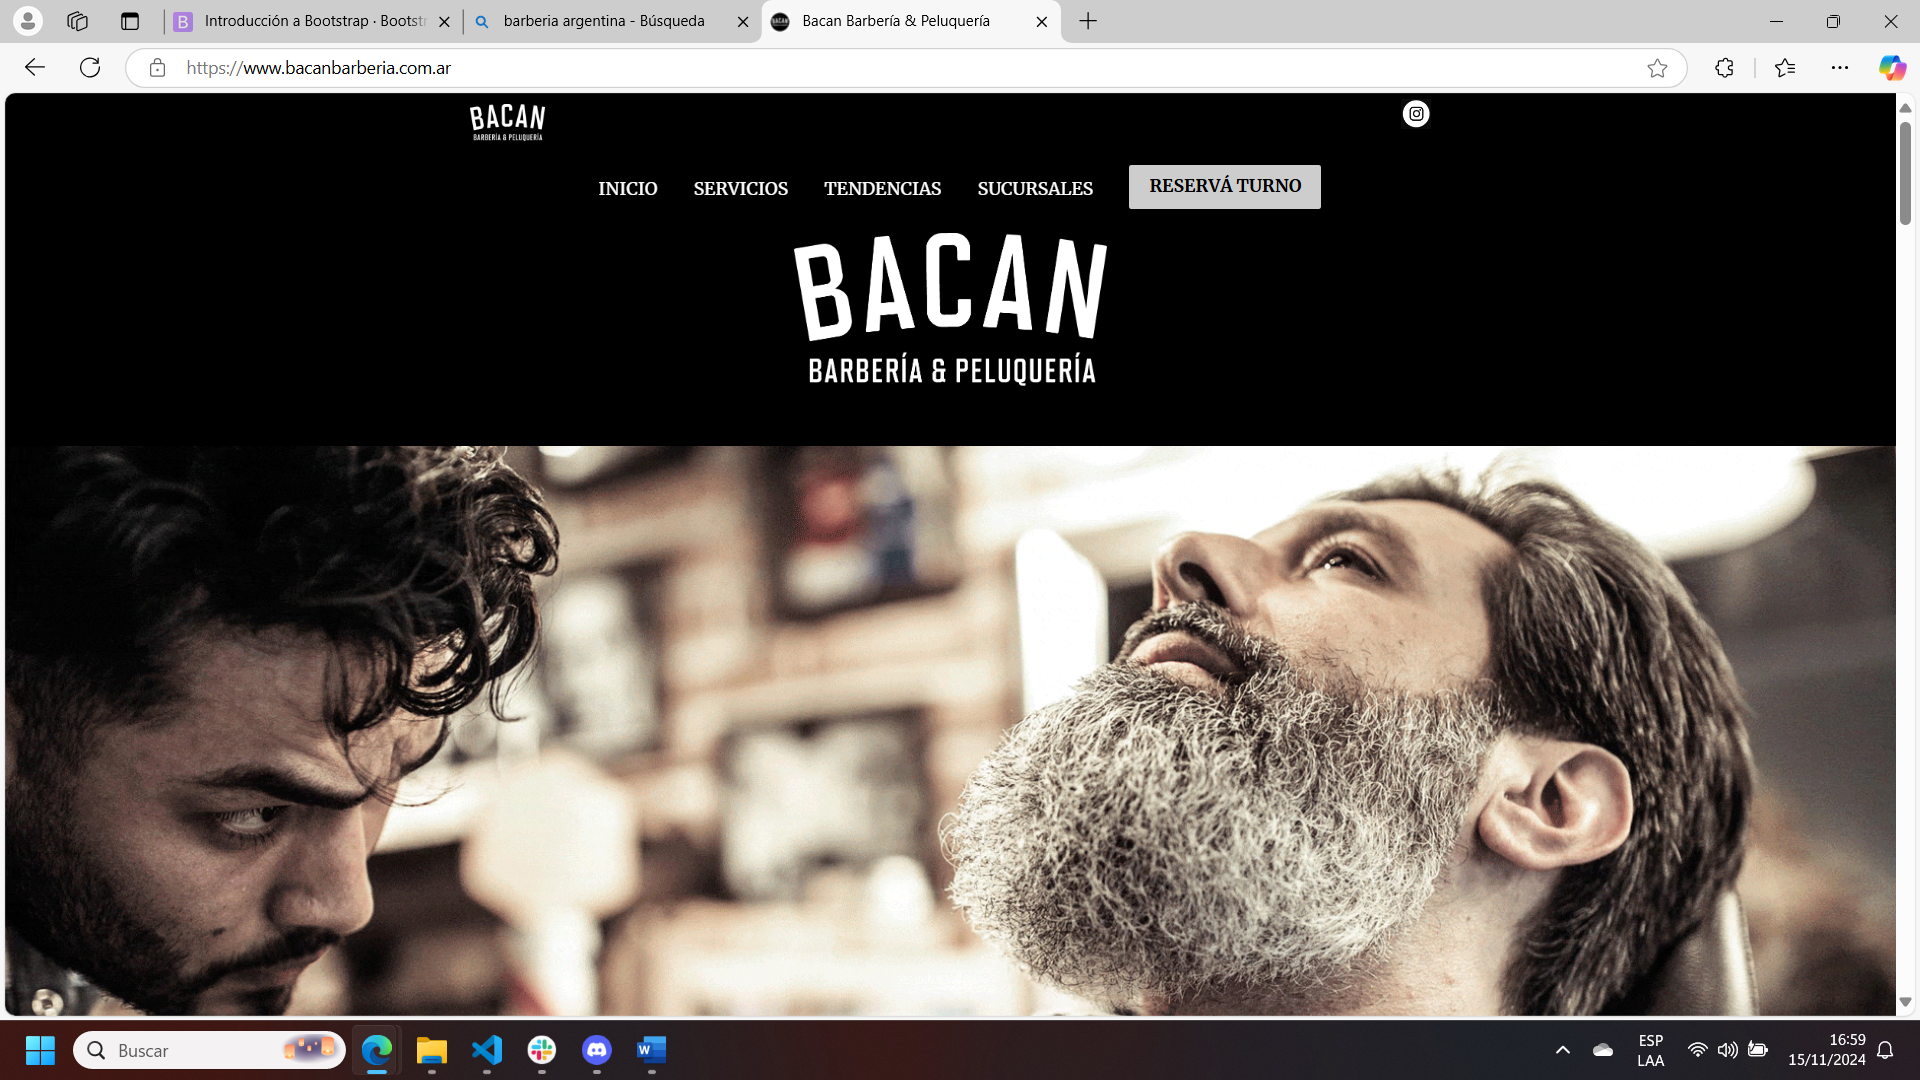 Introducción a Bootstrap · Bootstr
barberia argentina - Búsqueda
Bacan Barbería & Peluquería
https://www.bacanbarberia.com.ar
BACAN
BARBERÍA & PELUQUERÍA
INICIO
SERVICIOS
TENDENCIAS
SUCURSALES
RESERVÁ TURNO
BACAN
BARBERÍA & PELUQUERÍA
Buscar
ESP
LAA
16:59
15/11/2024